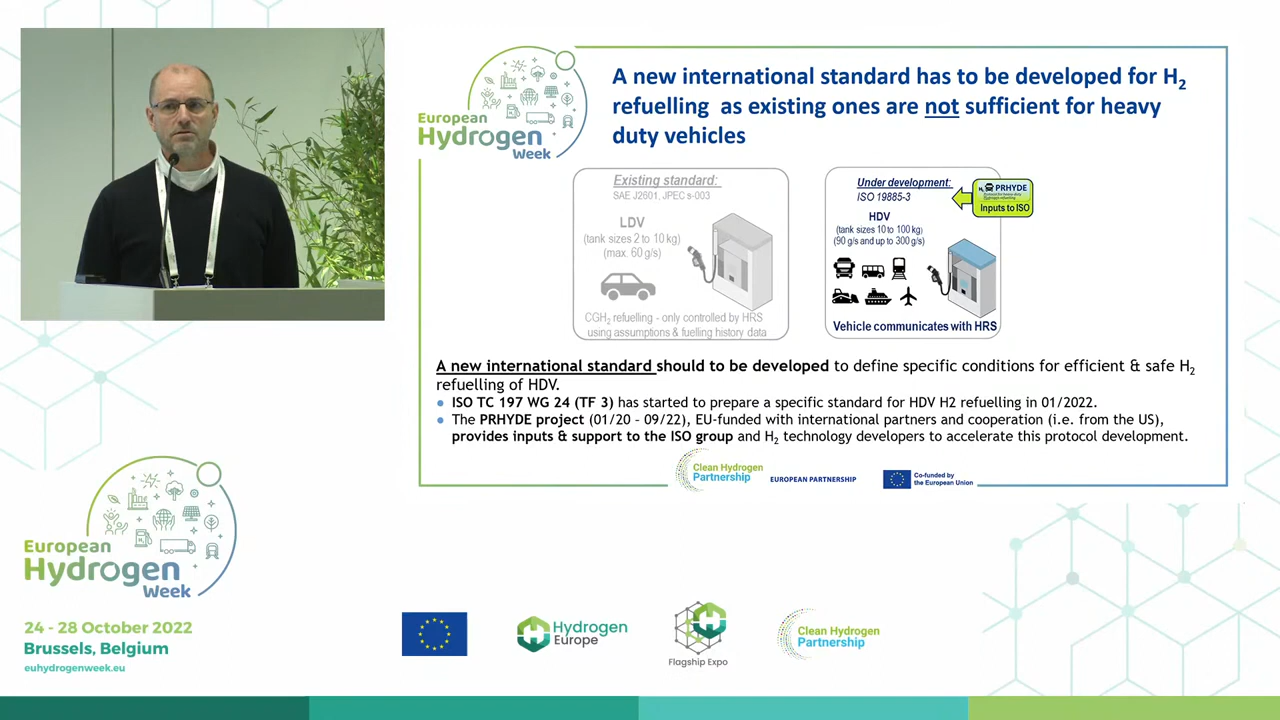 European
Hydrogen
Week
A new international standard has to be developed for H₂
refuelling as existing ones are not sufficient for heavy
duty vehicles
Existing standard:
SAE J2601, JPEC s-003
LDV
(tank sizes 2 to 10 kg)
(max. 60 g/s)
CGH₂ refuelling - only controlled by HRS
using assumptions & fuelling history data
Under development:
ISO 19885-3
HDV
(tank sizes 10 to 100 kg)
(90 g/s and up to 300 g/s)
Vehicle communicates with HRS
PRHYDE
Inputs to ISO
A new international standard should to be developed to define specific conditions for efficient & safe H₂
refuelling of HDV.
ISO TC 197 WG 24 (TF 3) has started to prepare a specific standard for HDV H2 refuelling in 01/2022.
The PRHYDE project (01/20 – 09/22), EU-funded with international partners and cooperation (i.e. from the US),
provides inputs & support to the ISO group and H₂ technology developers to accelerate this protocol development.
Clean Hydrogen
Partnership
EUROPEAN PARTNERSHIP
Co-funded by
the European Union
European
Hydrogen
Week
24 - 28 October 2022
Brussels, Belgium
euhydrogenweek.eu
Hydrogen
Europe
Flagship Expo
Clean Hydrogen
Partnership